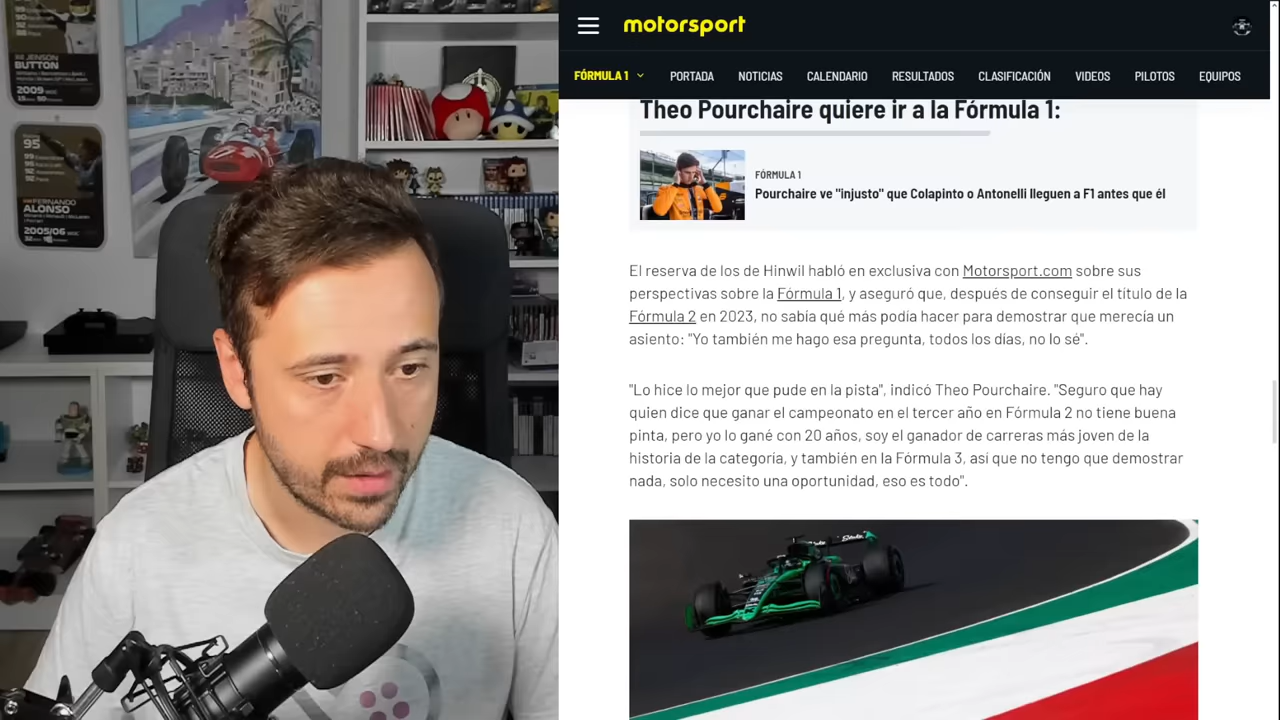 JENSON
BUTTON
2009
95
FERNANDO
ALONSO
2005/06
motorsport
FÓRMULA 1
PORTADA
NOTICIAS
CALENDARIO
RESULTADOS
CLASIFICACIÓN
VIDEOS
PILOTOS
EQUIPOS
Theo Pourchaire quiere ir a la Fórmula 1:
FÓRMULA 1
Pourchaire ve "injusto" que Colapinto o Antonelli lleguen a F1 antes que él
El reserva de los de Hinwil habló en exclusiva con Motorsport.com sobre sus
perspectivas sobre la Fórmula 1, y aseguró que, después de conseguir el título de la
Fórmula 2 en 2023, no sabía qué más podía hacer para demostrar que merecía un
asiento: "Yo también me hago esa pregunta, todos los días, no lo sé".
"Lo hice lo mejor que pude en la pista", indicó Theo Pourchaire. "Seguro que hay
quien dice que ganar el campeonato en el tercer año en Fórmula 2 no tiene buena
pinta, pero yo lo gané con 20 años, soy el ganador de carreras más joven de la
historia de la categoría, y también en la Fórmula 3, así que no tengo que demostrar
nada, solo necesito una oportunidad, eso es todo".